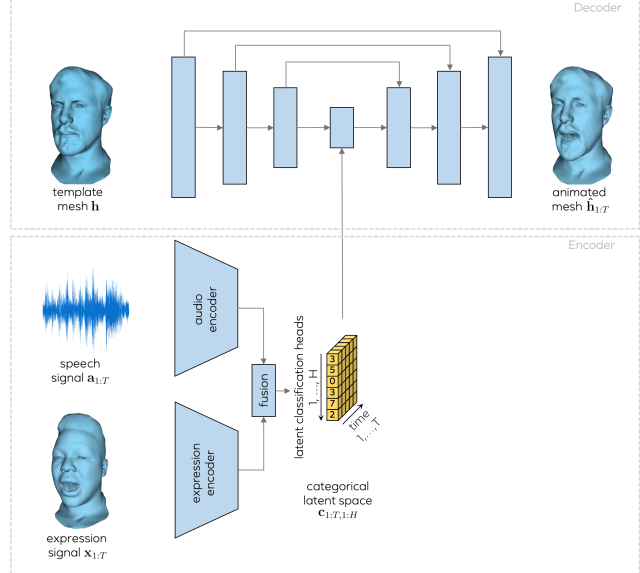 Decoder
template
mesh h
animated
mesh ĥ₁:T
Encoder
audio
encoder
speech
signal a₁:T
fusion
latent classification heads
1, ..., H
3
5
0
3
7
2
time
1, ..., T
expression
encoder
categorical
latent space
c₁:T,1:H
expression
signal x₁:T